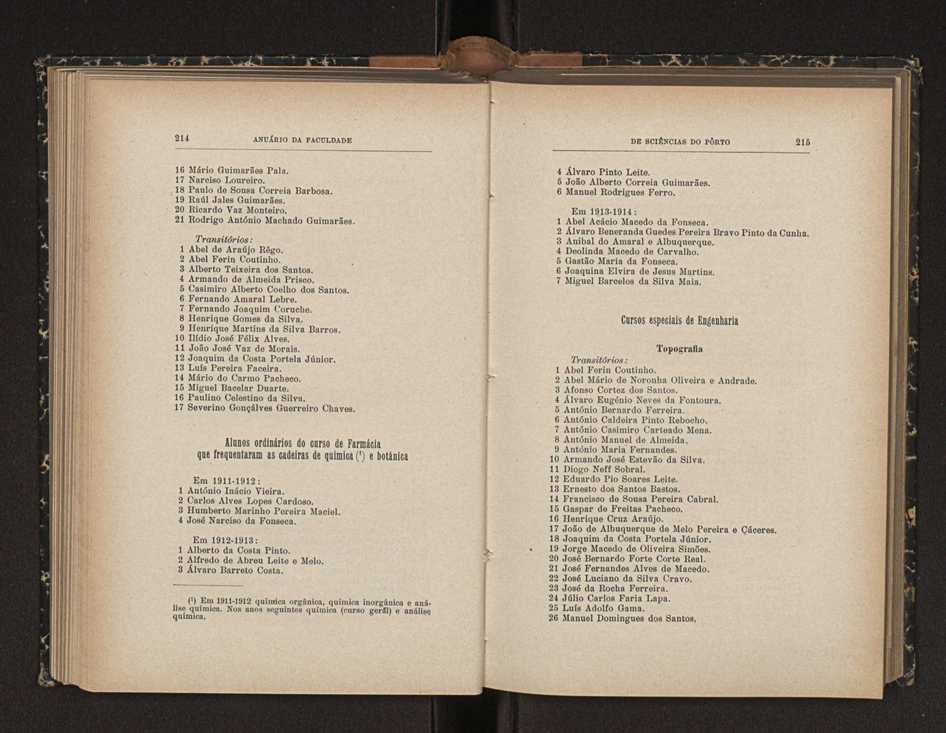 214 ANUÁRIO DA FACULDADE
16 Mário Guimarães Pala.
17 Narciso Loureiro.
18 Paulo de Sousa Correia Barbosa.
19 Raúl Jales Guimarães.
20 Ricardo Vaz Monteiro.
21 Rodrigo António Machado Guimarães.
Transitórios:
1 Abel de Araújo Rêgo.
2 Abel Ferin Coutinho.
3 Alberto Teixeira dos Santos.
4 Armando de Almeida Prisco.
5 Casimiro Alberto Coelho dos Santos.
6 Fernando Amaral Lebre.
7 Fernando Joaquim Coruche.
8 Henrique Gomes da Silva.
9 Henrique Martins da Silva Barros.
10 Ilídio José Félix Alves.
11 João José Vaz de Morais.
12 Joaquim da Costa Portela Júnior.
13 Luís Pereira Faceira.
14 Mário do Carmo Pacheco.
15 Miguel Bacelar Duarte.
16 Paulino Celestino da Silva.
17 Severino Gonçálves Guerreiro Chaves.
Alunos ordinários do curso de Farmácia
que frequentaram as cadeiras de química (¹) e botânica
Em 1911-1912:
1 António Inácio Vieira.
2 Carlos Alves Lopes Cardoso.
3 Humberto Marinho Pereira Maciel.
4 José Narciso da Fonseca.
Em 1912-1913:
1 Alberto da Costa Pinto.
2 Alfredo de Abreu Leite e Melo.
3 Álvaro Barreto Costa.
(¹) Em 1911-1912 química orgânica, química inorgânica e aná-
lise química. Nos anos seguintes química (curso geral) e análise
química.
DE SCIÊNCIAS DO PÔRTO 215
4 Álvaro Pinto Leite.
5 João Alberto Correia Guimarães.
6 Manuel Rodrigues Ferro.
Em 1913-1914:
1 Abel Acácio Macedo da Fonseca.
2 Álvaro Beneranda Guedes Pereira Bravo Pinto da Cunha.
3 Aníbal do Amaral e Albuquerque.
4 Deolinda Macedo de Carvalho.
5 Gastão Maria da Fonseca.
6 Joaquina Elvira de Jesus Martins.
7 Miguel Barcelos da Silva Maia.
Cursos especiais de Engenharia
Topografia
Transitórios:
1 Abel Ferin Coutinho.
2 Abel Mário de Noronha Oliveira e Andrade.
3 Afonso Cortez dos Santos.
4 Álvaro Eugénio Neves da Fontoura.
5 António Bernardo Ferreira.
6 António Caldeira Pinto Rebocho.
7 António Casimiro Carteado Mena.
8 António Manuel de Almeida.
9 António Maria Fernandes.
10 Armando José Estevão da Silva.
11 Diogo Neff Sobral.
12 Eduardo Pio Soares Leite.
13 Ernesto dos Santos Bastos.
14 Francisco de Sousa Pereira Cabral.
15 Gaspar de Freitas Pacheco.
16 Henrique Cruz Araújo.
17 João de Albuquerque de Melo Pereira e Cáceres.
18 Joaquim da Costa Portela Júnior.
19 Jorge Macedo de Oliveira Simões.
20 José Bernardo Forte Corte Real.
21 José Fernandes Alves de Macedo.
22 José Luciano da Silva Cravo.
23 José da Rocha Ferreira.
24 Júlio Carlos Faria Lapa.
25 Luís Adolfo Gama.
26 Manuel Domingues dos Santos.